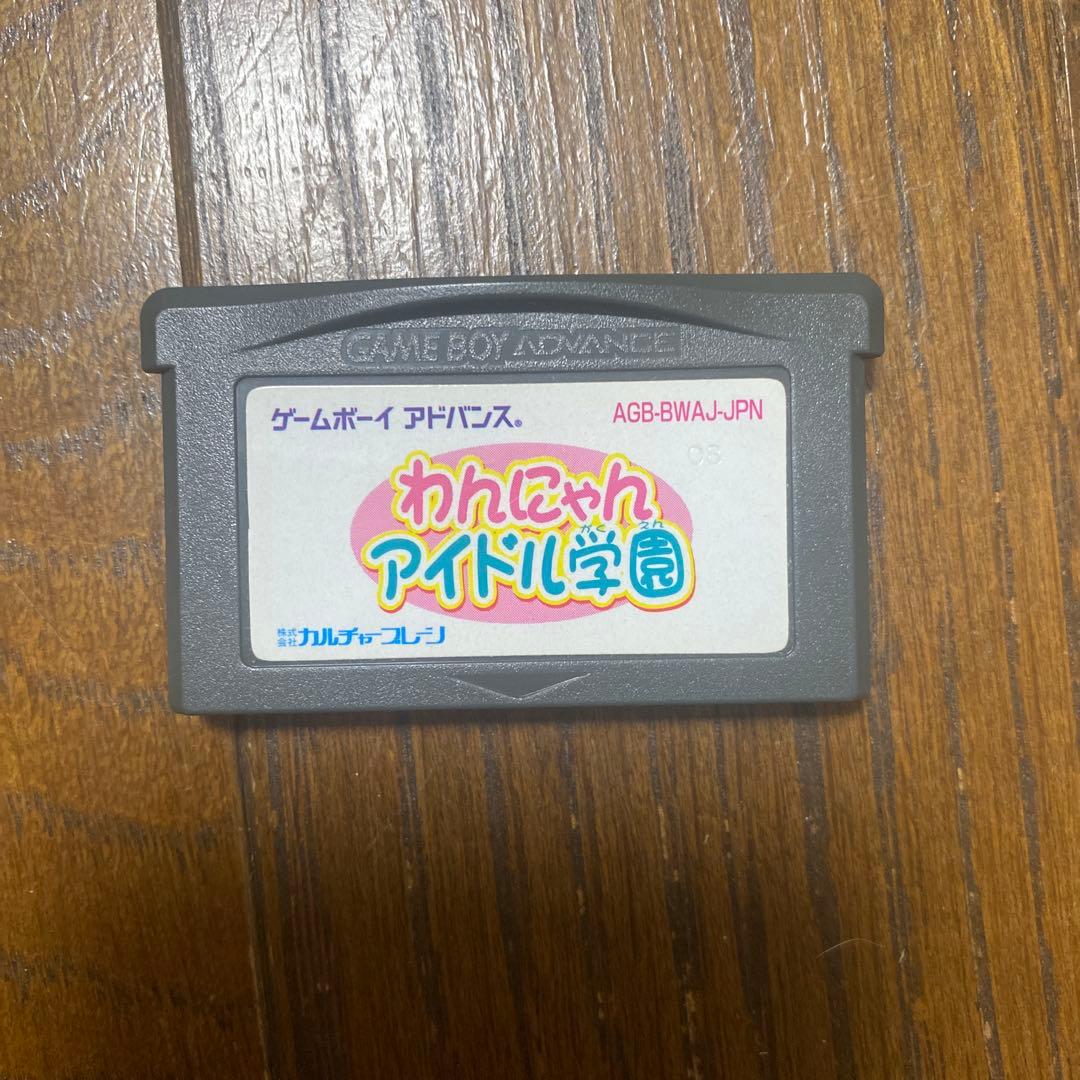 GAME BOY ADVANCE
ゲームボーイ アドバンス®
AGB-BWAJ-JPN
わんにゃん
がくえん
アイドル学園
株式会社カルチャーブレーン